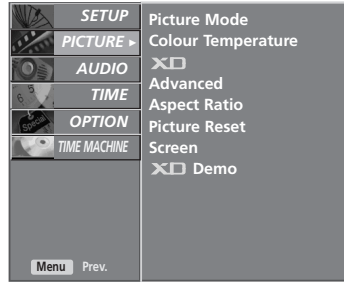 SETUP
PICTURE ▸
AUDIO
TIME
OPTION
TIME MACHINE
Menu Prev.
Picture Mode
Colour Temperature
XD
Advanced
Aspect Ratio
Picture Reset
Screen
XD Demo